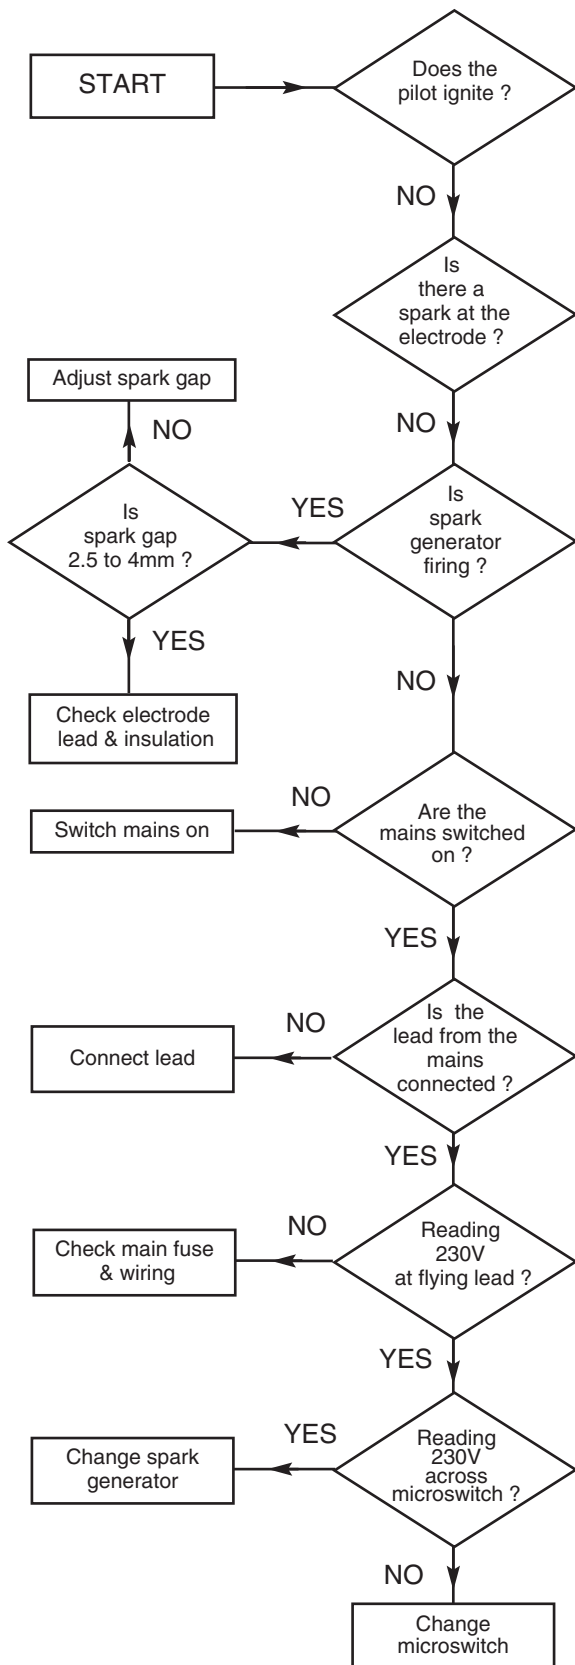 START
Does the
pilot ignite ?
NO
Is
there a
spark at the
electrode ?
NO
Adjust spark gap
NO
Is
spark gap
2.5 to 4mm ?
YES
Is
spark
generator
firing ?
YES
Check electrode
lead & insulation
NO
Switch mains on
NO
Are the
mains switched
on ?
YES
Connect lead
NO
Is the
lead from the
mains
connected ?
YES
Check main fuse
& wiring
NO
Reading
230V
at flying lead ?
YES
Change spark
generator
YES
Reading
230V
across
microswitch ?
NO
Change
microswitch